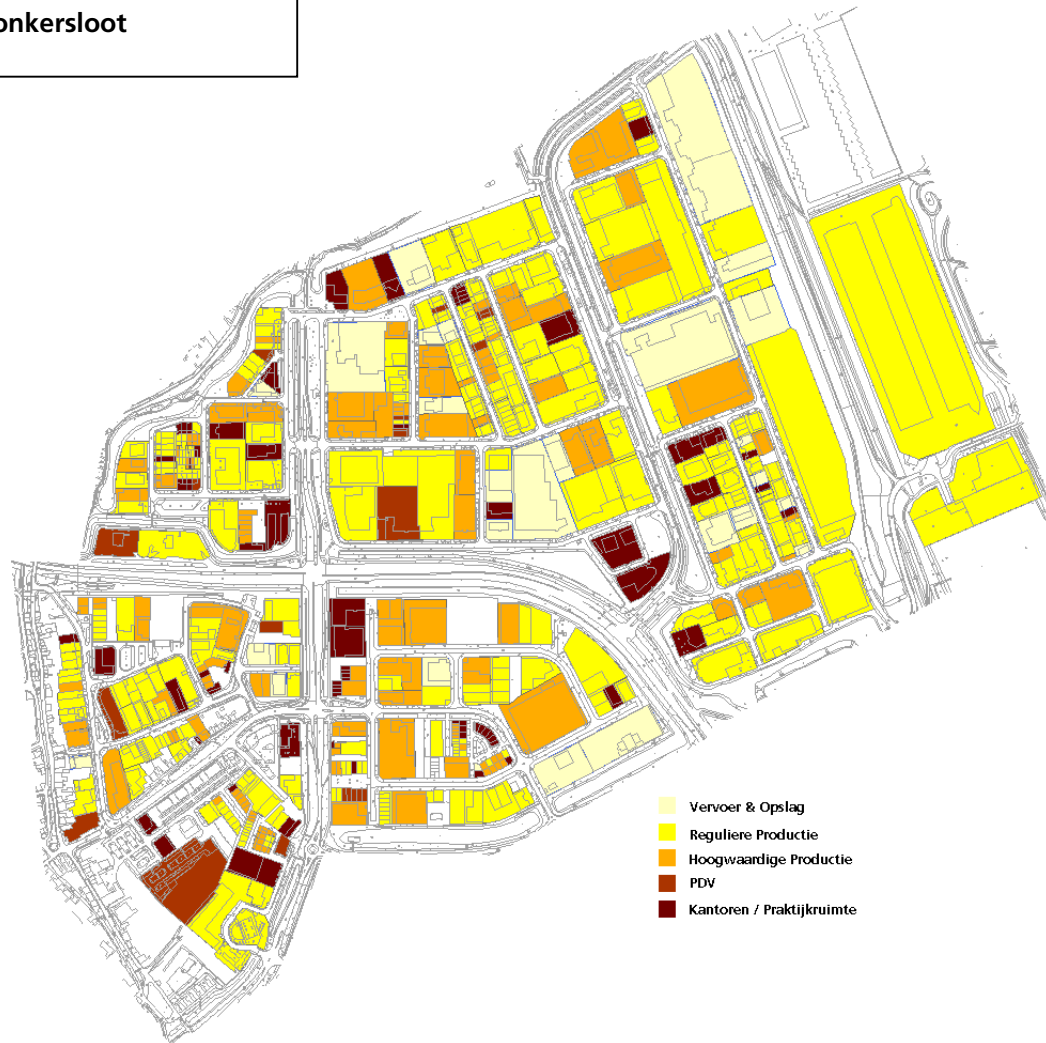 onkersloot
Vervoer & Opslag
Reguliere Productie
Hoogwaardige Productie
PDV
Kantoren / Praktijkruimte